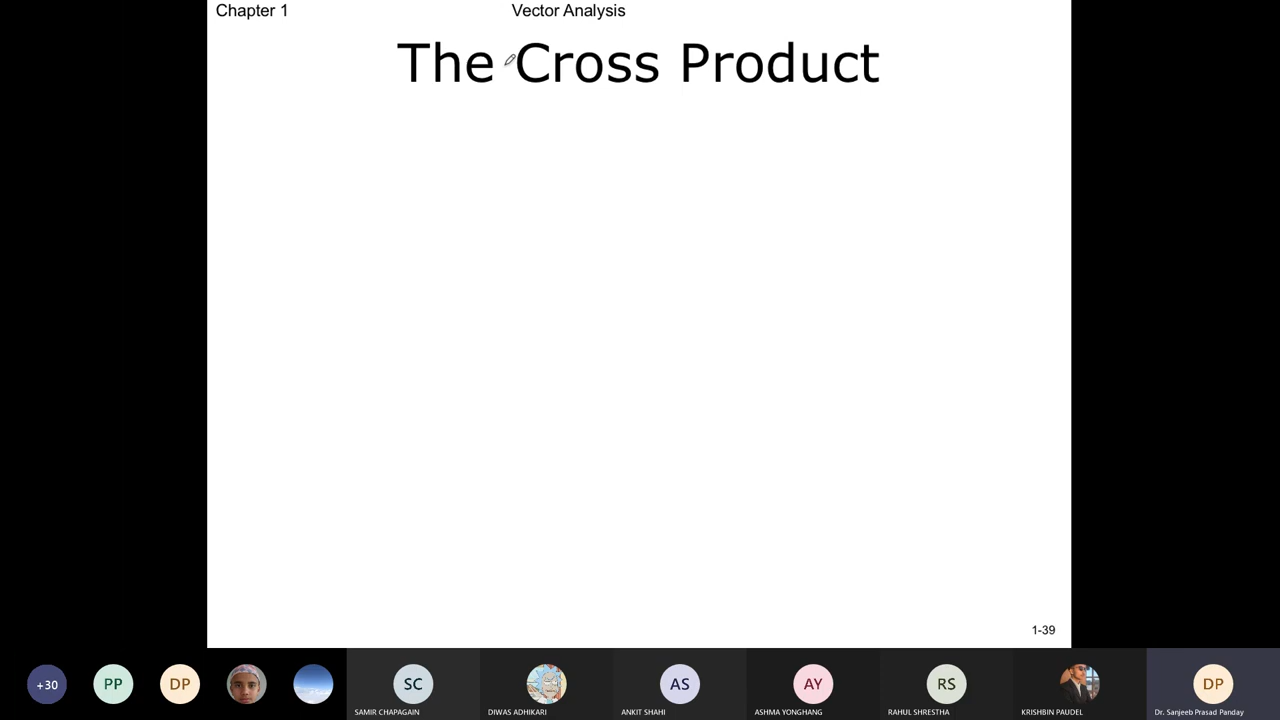 Chapter 1
Vector Analysis
The Cross Product
1-39
+30
PP
DP
SC
AS
AY
RS
DP
SAMIR CHAPAGAIN
DIWAS ADHIKARI
ANKIT SHAHI
ASHMA YONGHANG
RAHUL SHRESTHA
KRISHBIN PAUDEL
Dr. Sanjeeb Prasad Panday